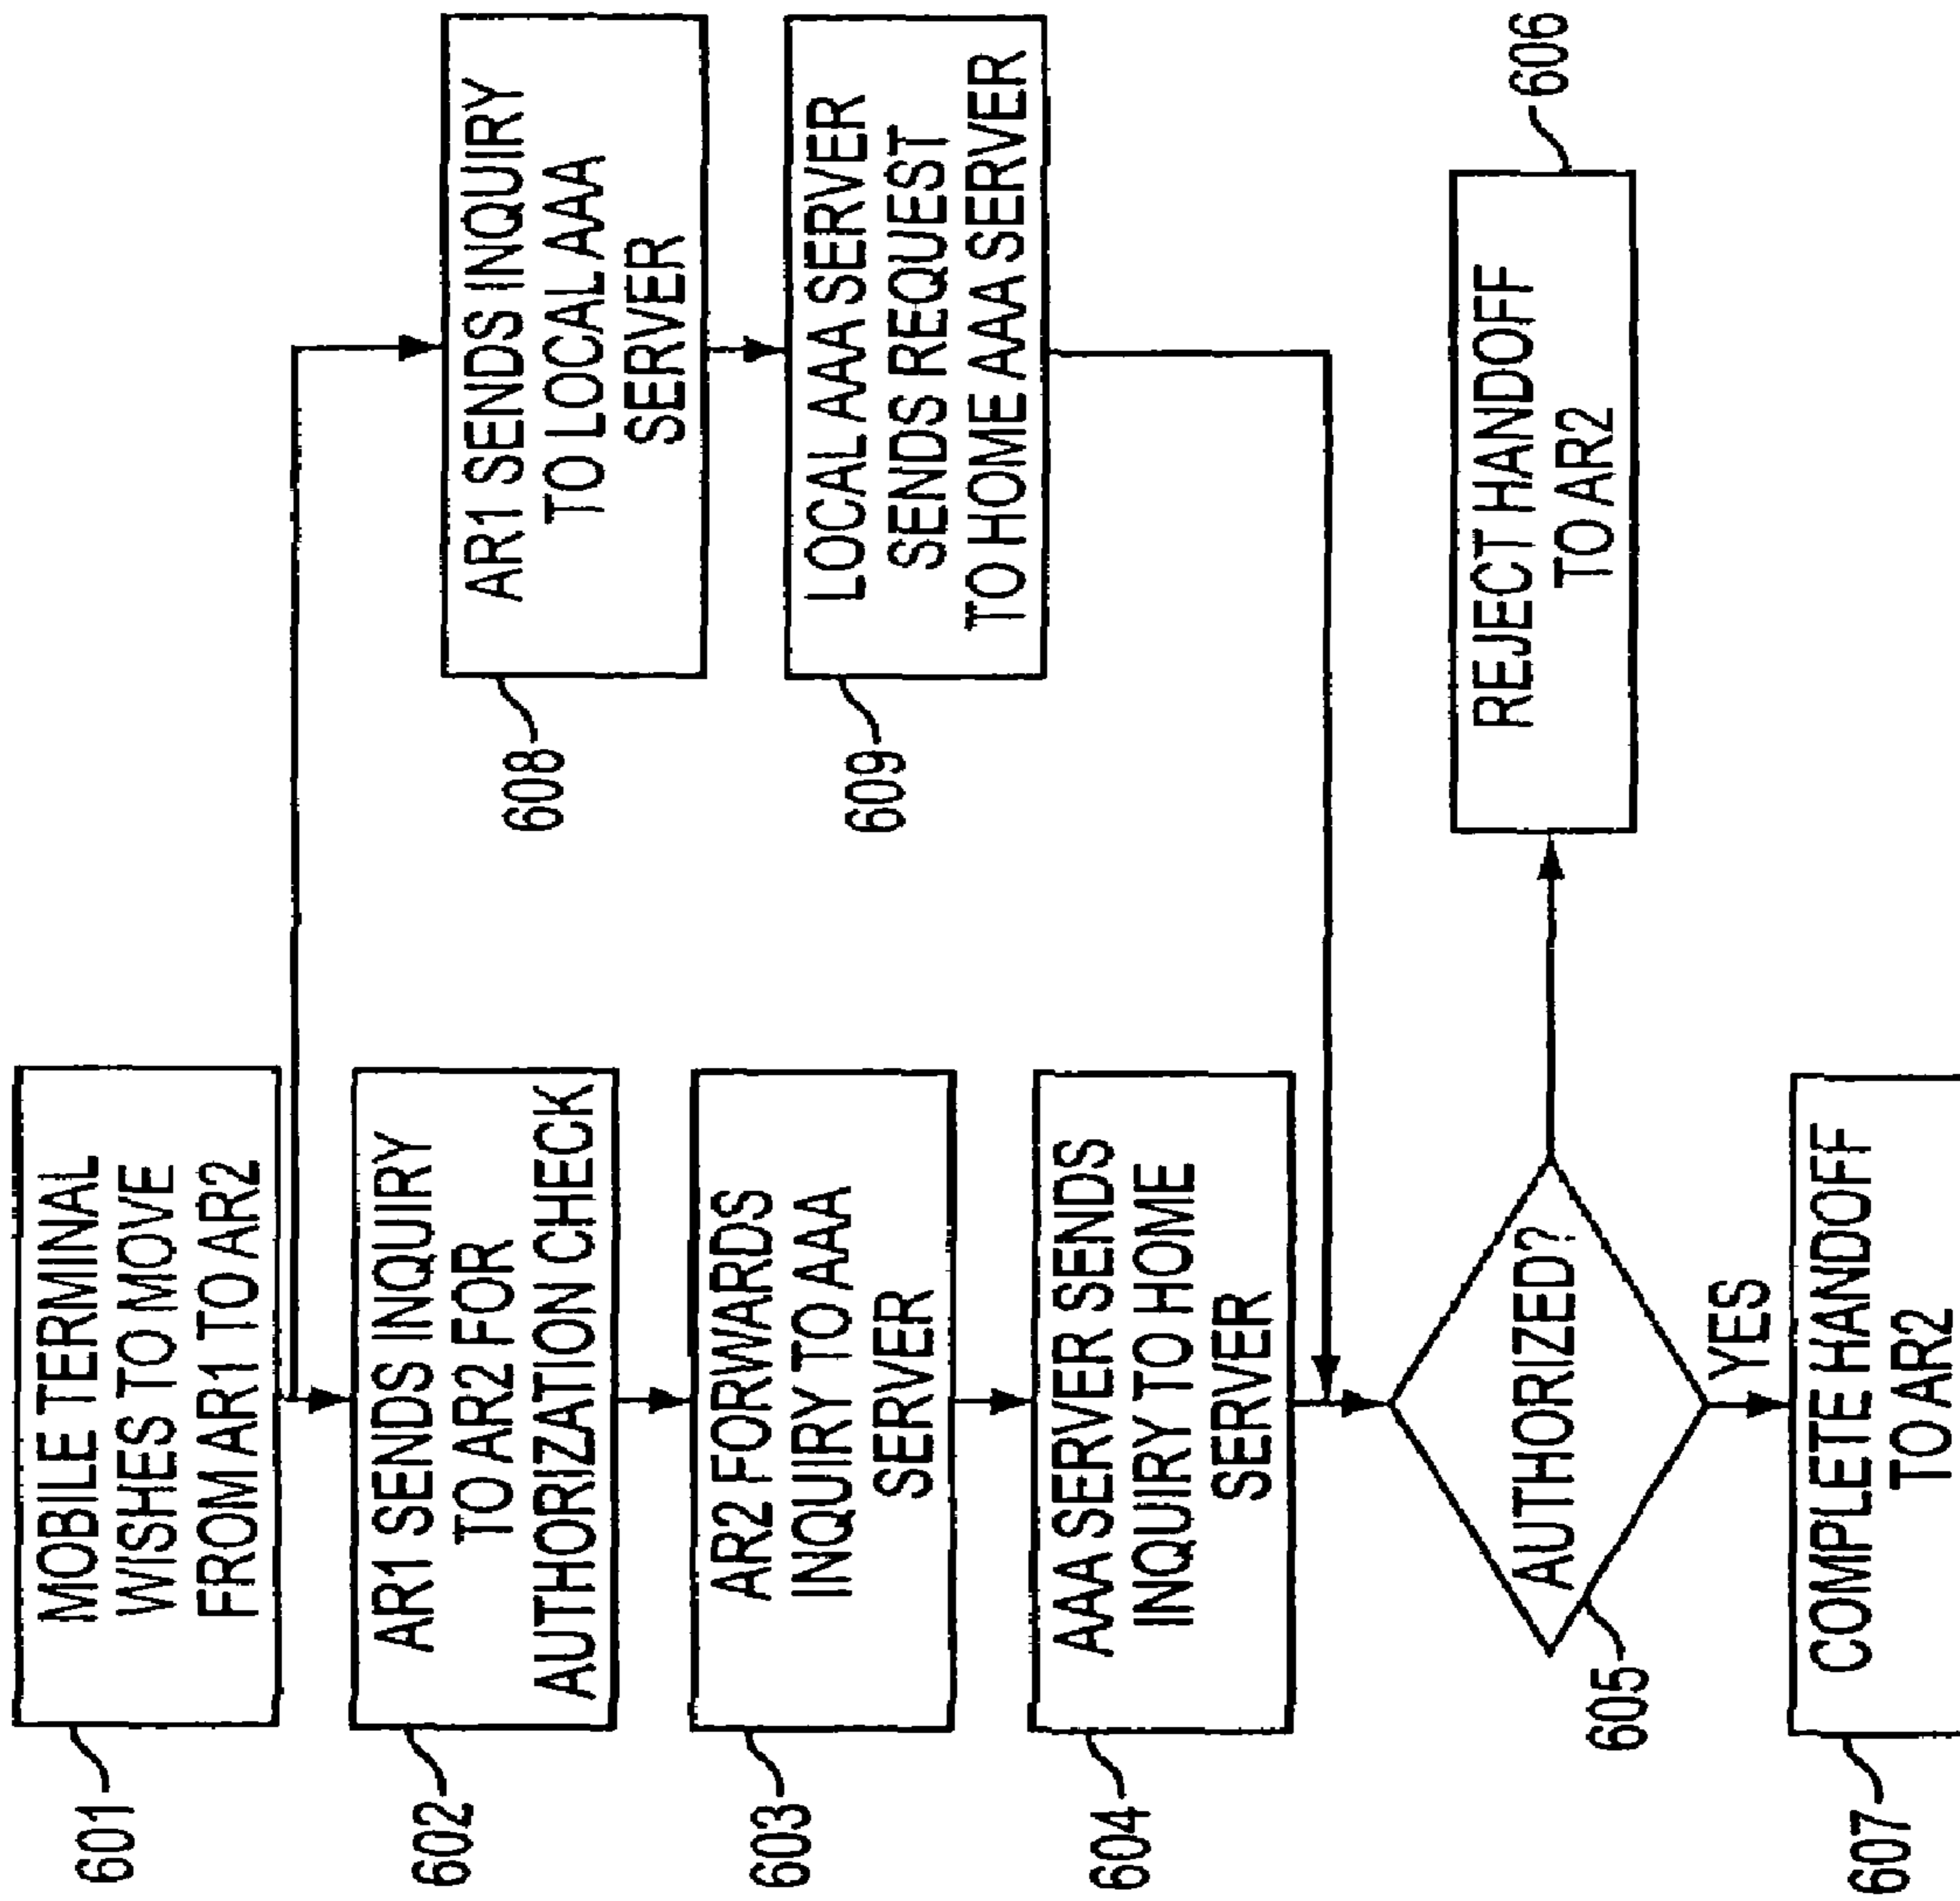 601
MOBILE TERMINAL
WISHES TO MOVE
FROM AR1 TO AR2
602
AR1 SENDS INQUIRY
TO AR2 FOR
AUTHORIZATION CHECK
603
AR2 FORWARDS
INQUIRY TO AAA
SERVER
604
AAA SERVER SENDS
INQUIRY TO HOME
SERVER
608
AR1 SENDS INQUIRY
TO LOCAL AAA
SERVER
609
LOCAL AAA SERVER
SENDS REQUEST
TO HOME AAA SERVER
605
AUTHORIZED?
606
REJECT HANDOFF
TO AR2
YES
607
COMPLETE HANDOFF
TO AR2